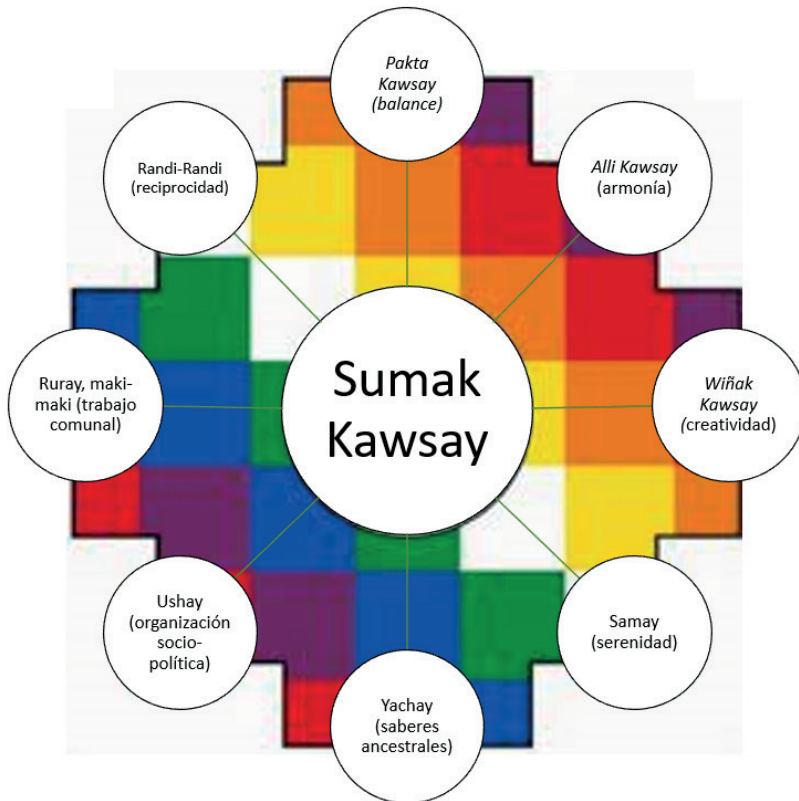 Pakta
Kawsay
(balance)
Alli Kawsay
(armonía)
Wiñak
Kawsay
(creatividad)
Samay
(serenidad)
Yachay
(saberes
ancestrales)
Ushay
(organización
socio-
política)
Ruray, maki-
maki (trabajo
comunal)
Randi-Randi
(reciprocidad)
Sumak
Kawsay